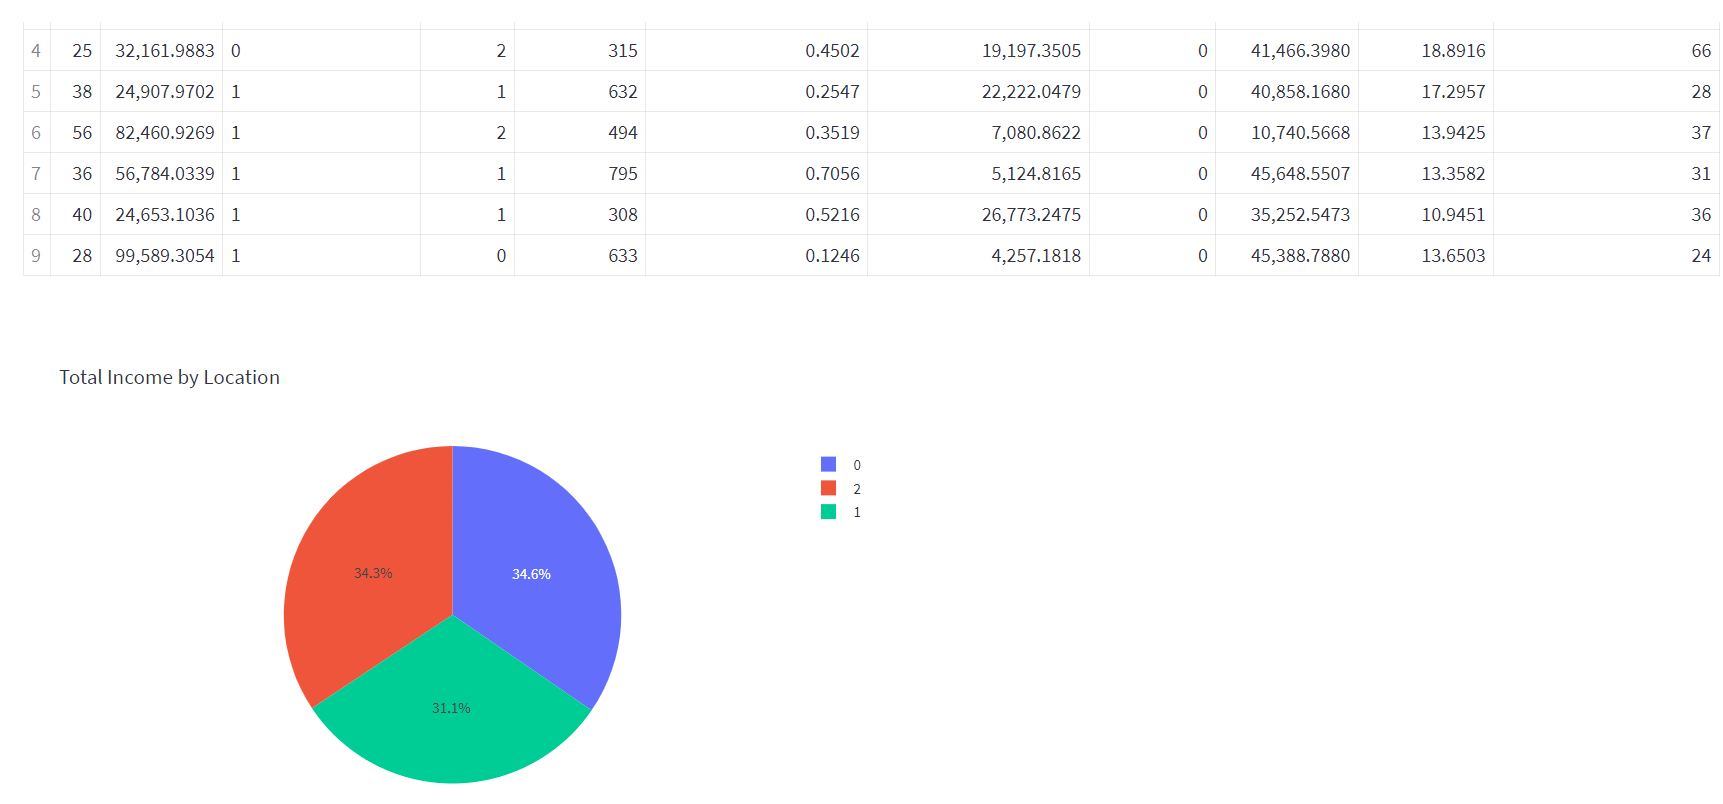 4 25 32,161.9883 0 2 315 0.4502 19,197.3505 0 41,466.3980 18.8916 66
5 38 24,907.9702 1 1 632 0.2547 22,222.0479 0 40,858.1680 17.2957 28
6 56 82,460.9269 1 2 494 0.3519 7,080.8622 0 10,740.5668 13.9425 37
7 36 56,784.0339 1 1 795 0.7056 5,124.8165 0 45,648.5507 13.3582 31
8 40 24,653.1036 1 1 308 0.5216 26,773.2475 0 35,252.5473 10.9451 36
9 28 99,589.3054 1 0 633 0.1246 4,257.1818 0 45,388.7880 13.6503 24
Total Income by Location
0
2
1
34.3% 34.6%
31.1%